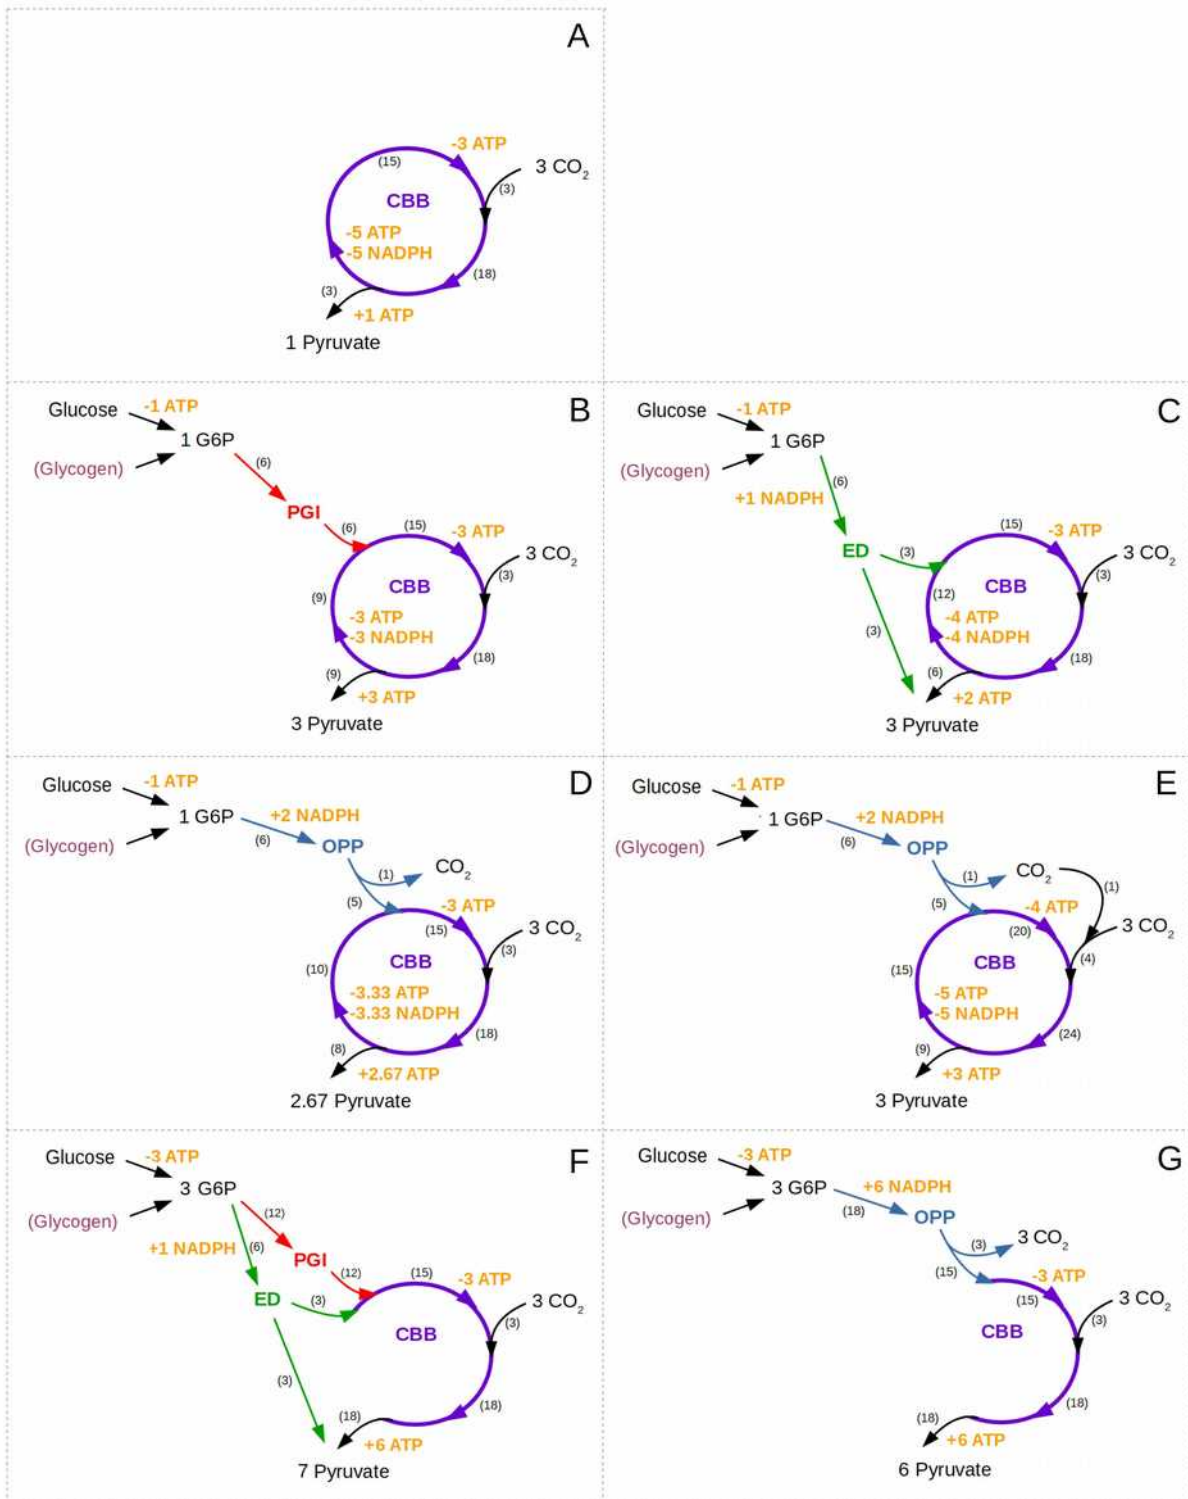 A
-3 ATP
(15)
3 CO2
(3)
CBB
-5 ATP
-5 NADPH
(18)
(3)
+1 ATP
1 Pyruvate
B
Glucose
-1 ATP
1 G6P
(Glycogen)
(6)
PGI
(6)
(15)
-3 ATP
3 CO2
(3)
CBB
(9)
-3 ATP
-3 NADPH
(18)
(9)
+3 ATP
3 Pyruvate
C
Glucose
-1 ATP
1 G6P
(Glycogen)
(6)
+1 NADPH
ED
(3)
(15)
-3 ATP
3 CO2
(3)
CBB
(12)
-4 ATP
-4 NADPH
(3)
(18)
(6)
+2 ATP
3 Pyruvate
D
Glucose
-1 ATP
1 G6P
(Glycogen)
+2 NADPH
(6)
OPP
(1)
CO2
(5)
-3 ATP
(15)
3 CO2
(3)
CBB
(10)
-3.33 ATP
-3.33 NADPH
(18)
(8)
+2.67 ATP
2.67 Pyruvate
E
Glucose
-1 ATP
1 G6P
(Glycogen)
+2 NADPH
(6)
OPP
(1)
CO2
(1)
(5)
-4 ATP
(20)
3 CO2
(4)
CBB
(15)
-5 ATP
-5 NADPH
(24)
(9)
+3 ATP
3 Pyruvate
F
Glucose
-3 ATP
3 G6P
(Glycogen)
(12)
+1 NADPH
(6)
PGI
(12)
ED
(3)
(15)
-3 ATP
3 CO2
(3)
CBB
(3)
(18)
(18)
+6 ATP
7 Pyruvate
G
Glucose
-3 ATP
3 G6P
(Glycogen)
+6 NADPH
(18)
OPP
(3)
3 CO2
(15)
-3 ATP
(15)
3 CO2
(3)
CBB
(18)
(18)
+6 ATP
6 Pyruvate